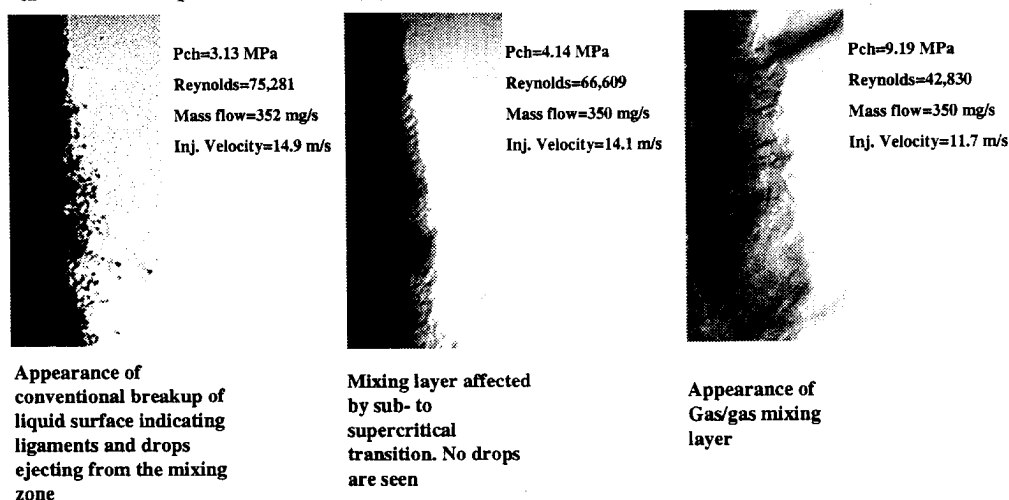 Pch=3.13 MPa
Reynolds=75,281
Mass flow=352 mg/s
Inj. Velocity=14.9 m/s
Appearance of
conventional breakup of
liquid surface indicating
ligaments and drops
ejecting from the mixing
zone
Pch=4.14 MPa
Reynolds=66,609
Mass flow=350 mg/s
Inj. Velocity=14.1 m/s
Mixing layer affected
by sub- to
supercritical
transition. No drops
are seen
Pch=9.19 MPa
Reynolds=42,830
Mass flow=350 mg/s
Inj. Velocity=11.7 m/s
Appearance of
Gas/gas mixing
layer